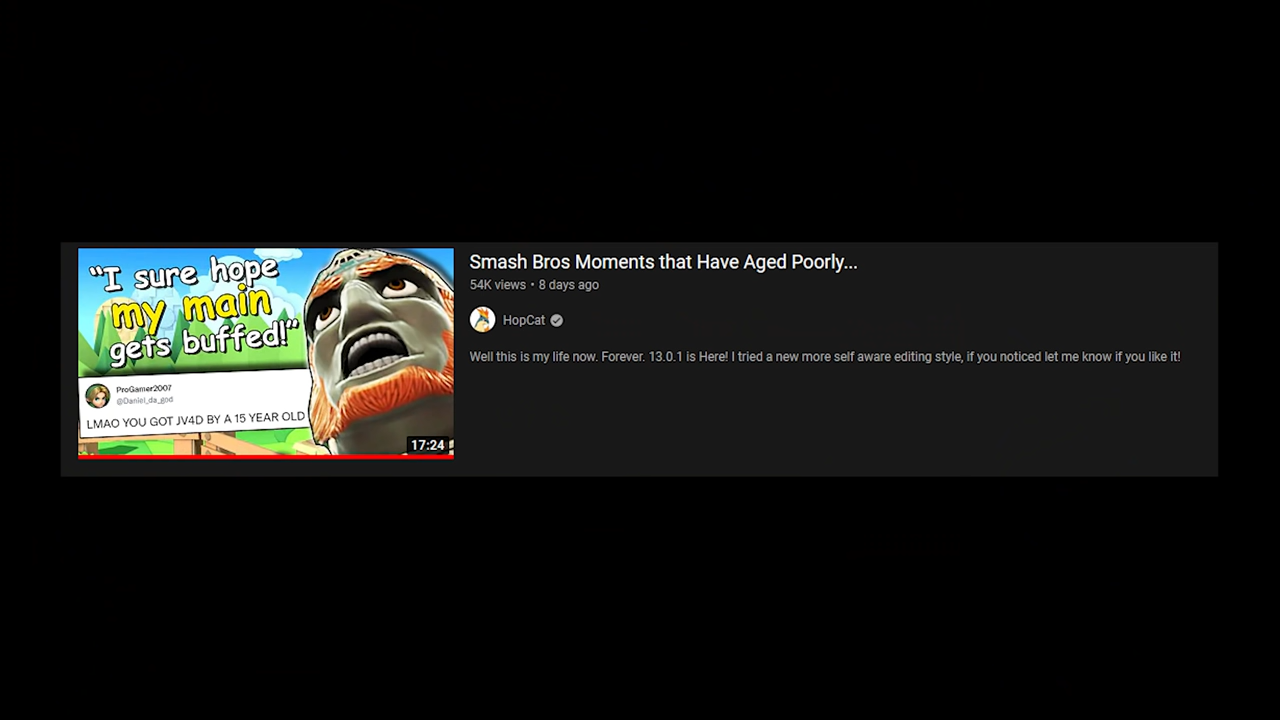 "I sure hope
my main
gets buffed!"
ProGamer2007
@Daniel_da_god
LMAO YOU GOT JV4D BY A 15 YEAR OLD
17:24
Smash Bros Moments that Have Aged Poorly...
54K views • 8 days ago
HopCat
Well this is my life now. Forever. 13.0.1 is Here! I tried a new more self aware editing style, if you noticed let me know if you like it!